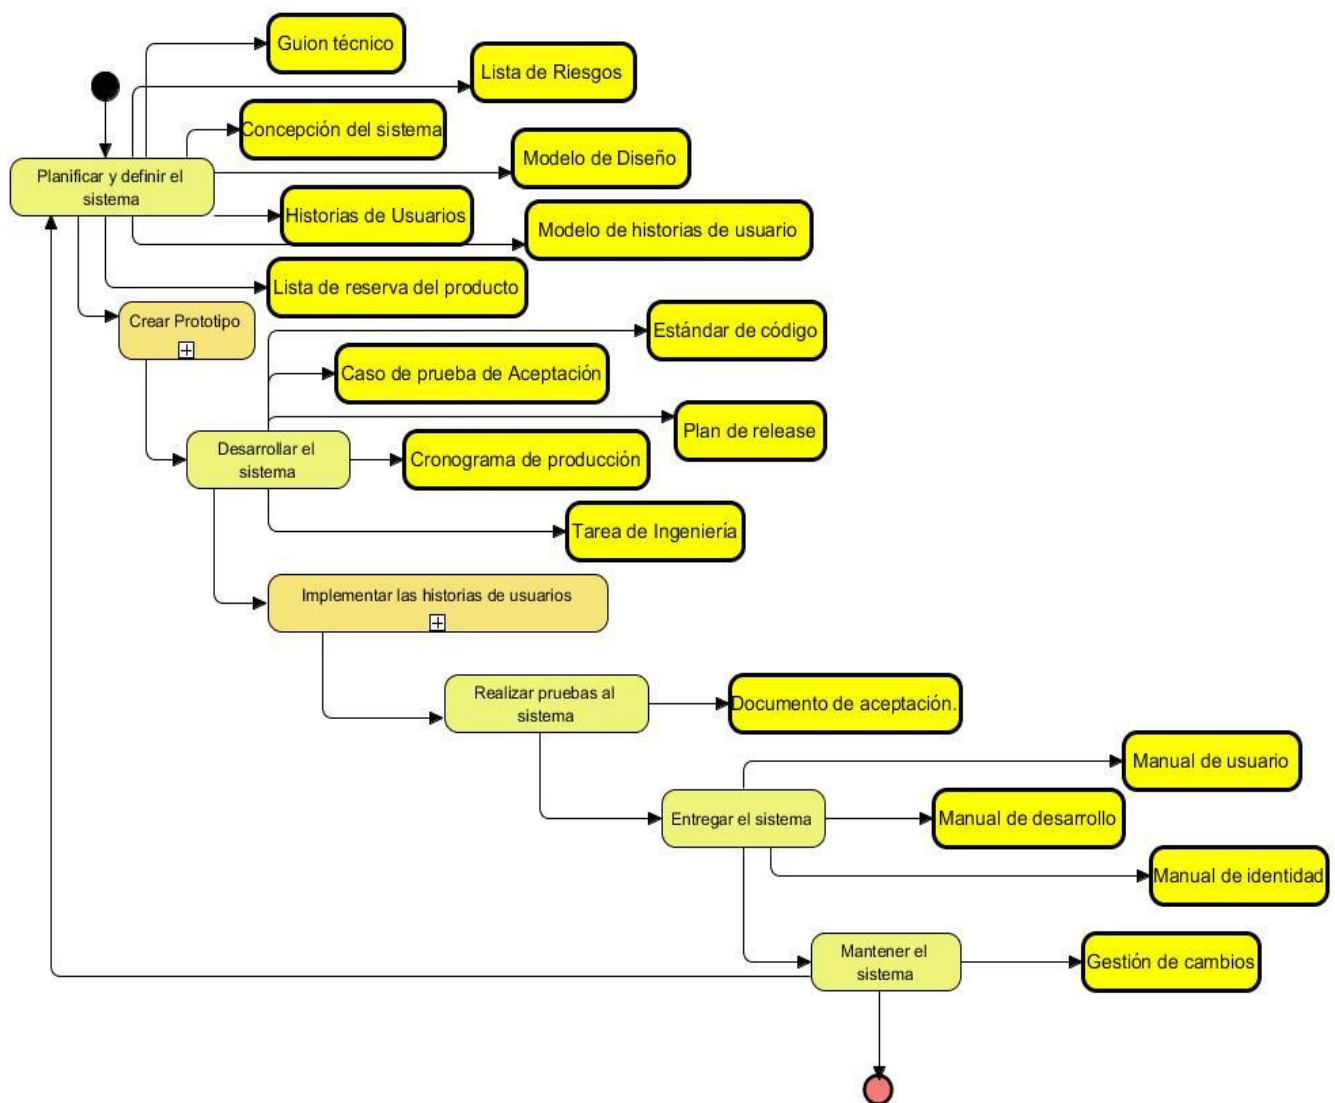 Guion técnico
Lista de Riesgos
Concepción del sistema
Modelo de Diseño
Planificar y definir el
sistema
Historias de Usuarios
Modelo de historias de usuario
Lista de reserva del producto
Crear Prototipo
Estándar de código
Caso de prueba de Aceptación
Plan de release
Desarrollar el
sistema
Cronograma de producción
Tarea de Ingeniería
Implementar las historias de usuarios
Realizar pruebas al
sistema
Documento de aceptación.
Manual de usuario
Entregar el sistema
Manual de desarrollo
Manual de identidad
Mantener el
sistema
Gestión de cambios